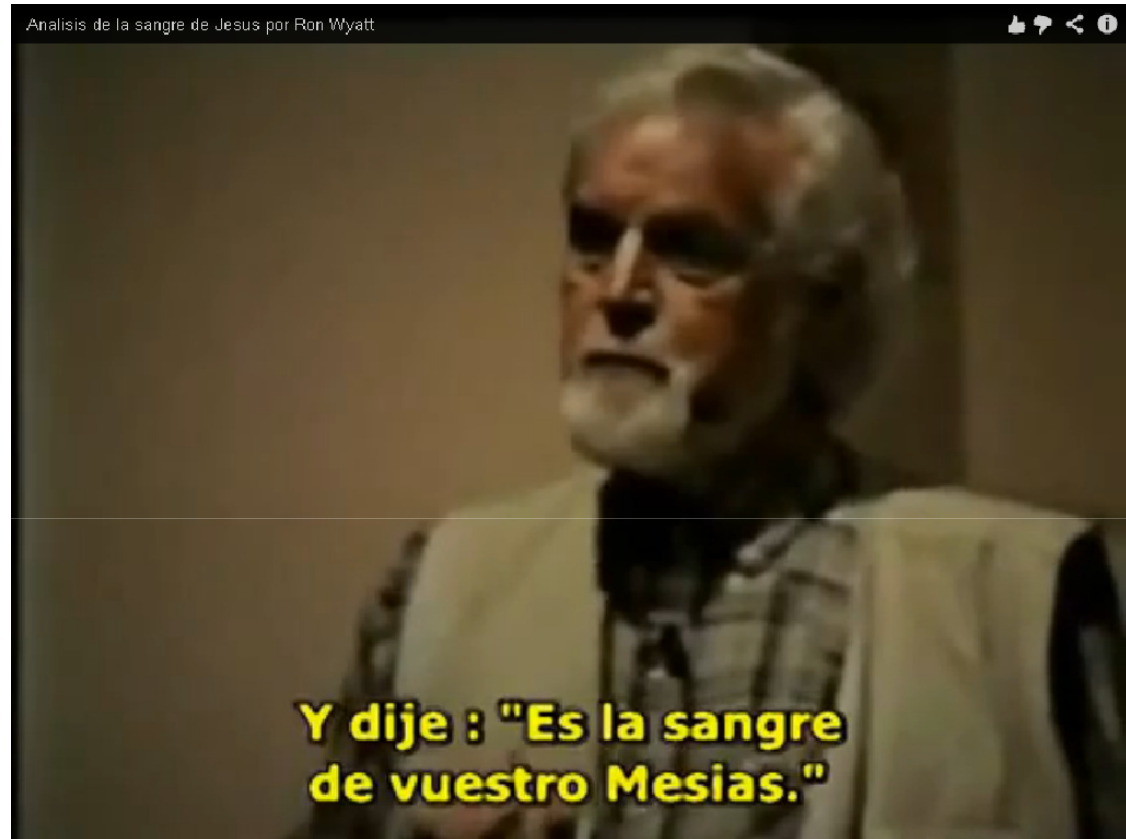 Analisis de la sangre de Jesus por Ron Wyatt
Y dije : "Es la sangre
de vuestro Mesias."